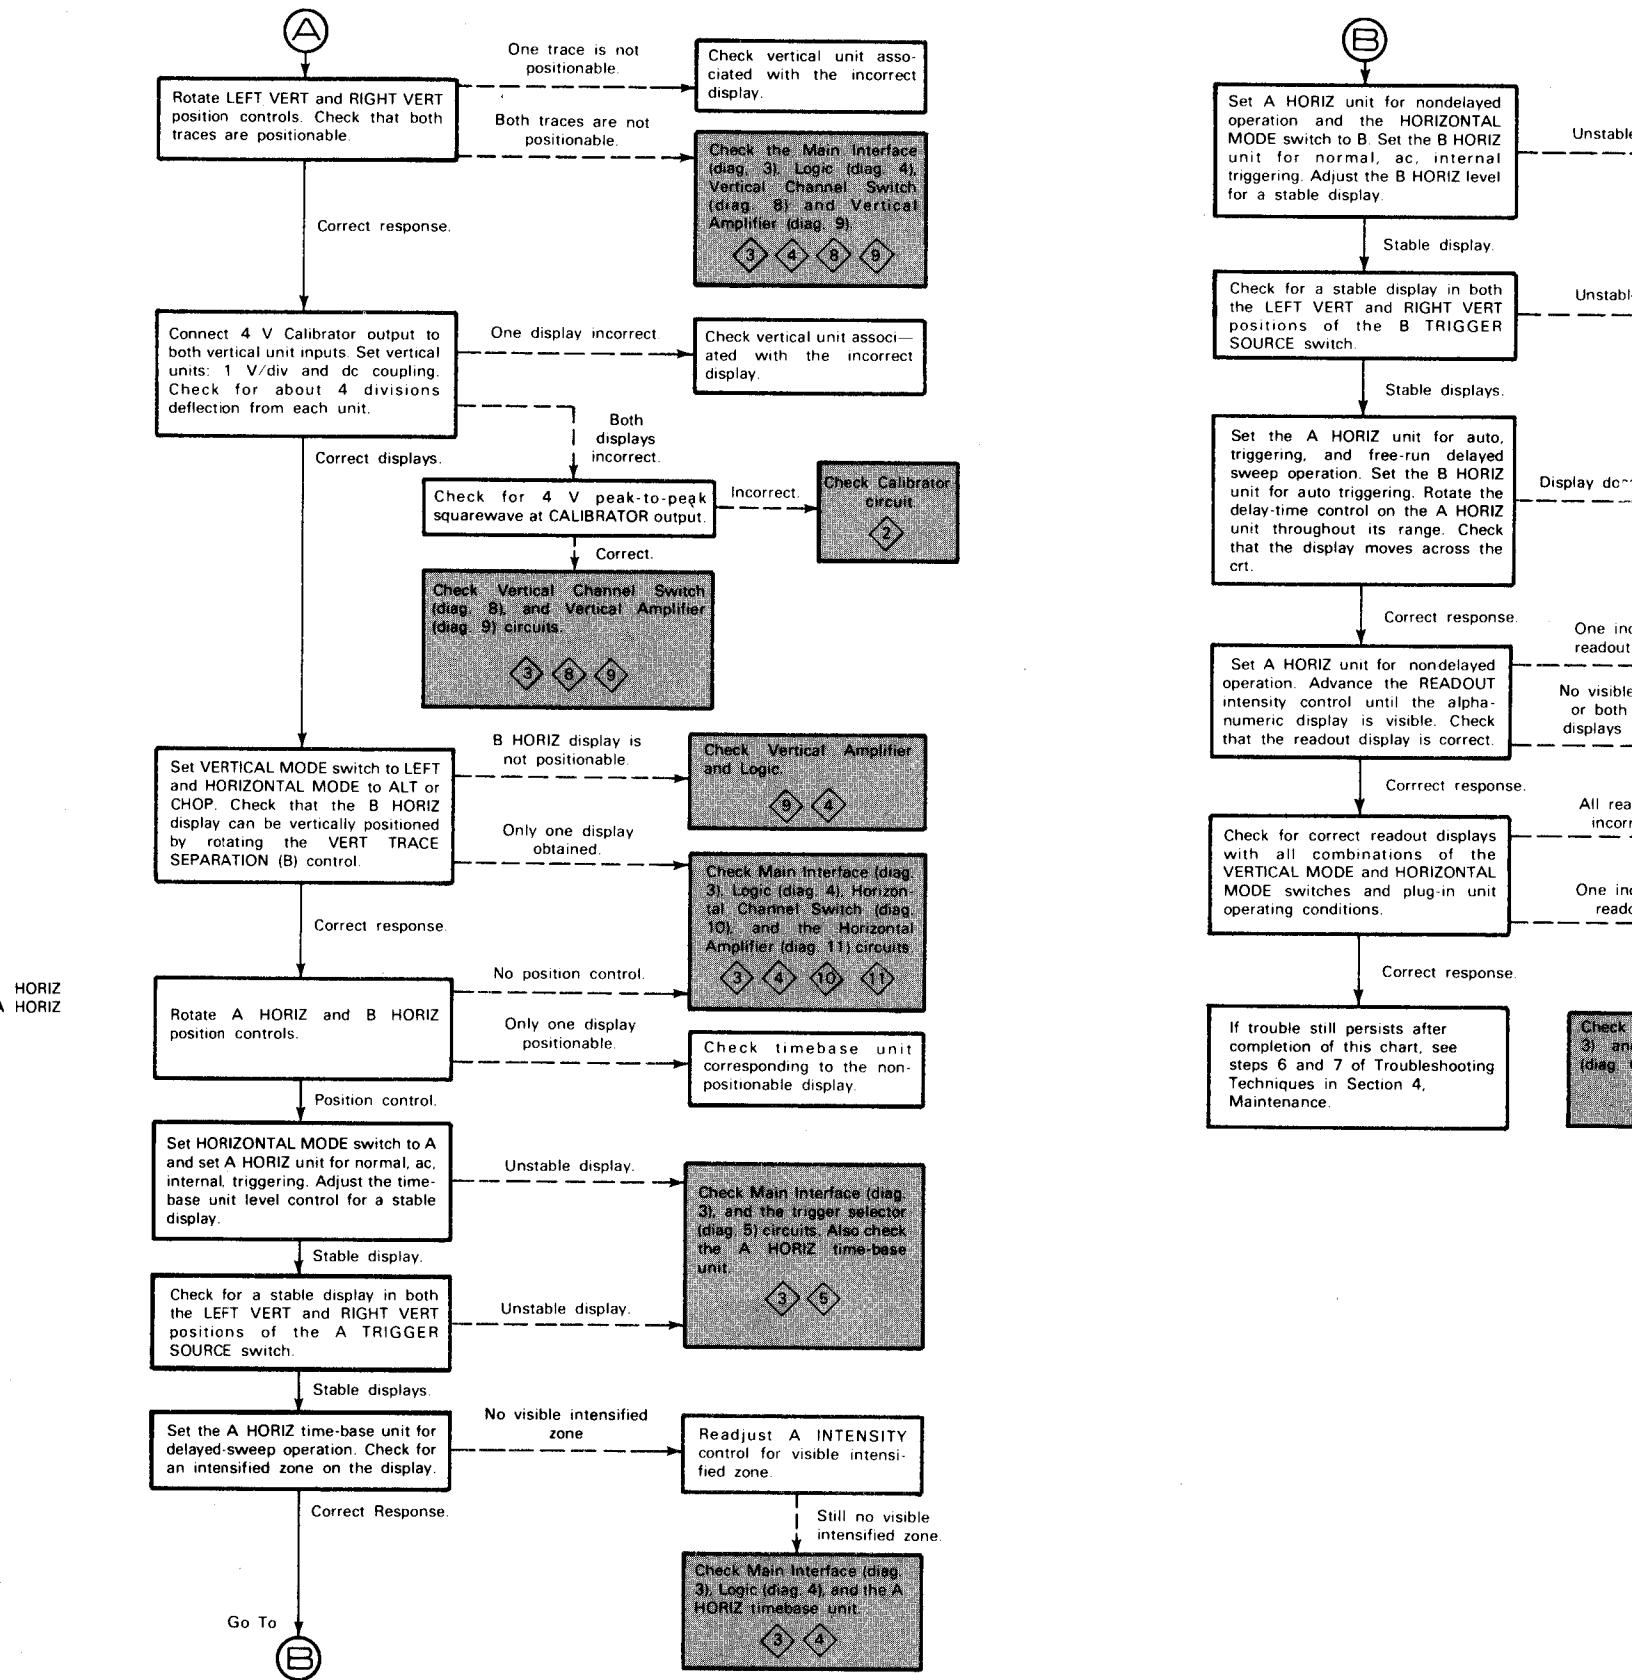 A
Rotate LEFT VERT and RIGHT VERT
position controls. Check that both
traces are positionable.
One trace is not
positionable.
Check vertical unit asso-
ciated with the incorrect
display.
Both traces are not
positionable.
Check the Main Interface
(diag. 3), Logic (diag. 4),
Vertical Channel Switch
(diag. 8) and Vertical
Amplifier (diag. 9).
3 4 8 9
Correct response.
Connect 4 V Calibrator output to
both vertical unit inputs. Set vertical
units: 1 V/div and dc coupling.
Check for about 4 divisions
deflection from each unit.
One display incorrect.
Check vertical unit associ—
ated with the incorrect
display.
Both
displays
incorrect.
Correct displays.
Check for 4 V peak-to-peak
squarewave at CALIBRATOR output.
Incorrect.
Check Calibrator
circuit.
2
Correct.
Check Vertical Channel Switch
(diag. 8), and Vertical Amplifier
(diag. 9) circuits.
3 8 9
Set VERTICAL MODE switch to LEFT
and HORIZONTAL MODE to ALT or
CHOP. Check that the B HORIZ
display can be vertically positioned
by rotating the VERT TRACE
SEPARATION (B) control.
B HORIZ display is
not positionable.
Check Vertical Amplifier
and Logic.
9 4
Only one display
obtained.
Check Main Interface (diag.
3), Logic (diag. 4), Horizon-
tal Channel Switch (diag.
10), and the Horizontal
Amplifier (diag. 11) circuits.
3 4 10 11
Correct response.
No position control.
HORIZ
A HORIZ
Rotate A HORIZ and B HORIZ
position controls.
Only one display
positionable.
Check timebase unit
corresponding to the non-
positionable display.
Position control.
Set HORIZONTAL MODE switch to A
and set A HORIZ unit for normal, ac,
internal, triggering. Adjust the time-
base unit level control for a stable
display.
Unstable display.
Check Main Interface (diag.
3), and the trigger selector
(diag. 5) circuits. Also check
the A HORIZ time-base
unit.
3 5
Stable display.
Check for a stable display in both
the LEFT VERT and RIGHT VERT
positions of the A TRIGGER
SOURCE switch.
Unstable display.
Stable displays.
Set the A HORIZ time-base unit for
delayed-sweep operation. Check for
an intensified zone on the display.
No visible intensified
zone
Readjust A INTENSITY
control for visible intensi-
fied zone.
Correct Response.
Still no visible
intensified zone.
Check Main Interface (diag.
3), Logic (diag. 4), and the A
HORIZ timebase unit.
3 4
Go To
B
B
Set A HORIZ unit for nondelayed
operation and the HORIZONTAL
MODE switch to B. Set the B HORIZ
unit for normal, ac, internal
triggering. Adjust the B HORIZ level
for a stable display.
Unstable
Stable display.
Check for a stable display in both
the LEFT VERT and RIGHT VERT
positions of the B TRIGGER
SOURCE switch.
Unstabl
Stable displays.
Set the A HORIZ unit for auto,
triggering, and free-run delayed
sweep operation. Set the B HORIZ
unit for auto triggering. Rotate the
delay-time control on the A HORIZ
unit throughout its range. Check
that the display moves across the
crt.
Display
Correct response.
One
readout
Set A HORIZ unit for nondelayed
operation. Advance the READOUT
intensity control until the alpha-
numeric display is visible. Check
that the readout display is correct.
No visible
or both
displays
Corrrect response.
All
Check for correct readout displays
with all combinations of the
VERTICAL MODE and HORIZONTAL
MODE switches and plug-in unit
operating conditions.
One
Correct response.
If trouble still persists after
completion of this chart, see
steps 6 and 7 of Troubleshooting
Techniques in Section 4,
Maintenance.
Check
3)
(diag.